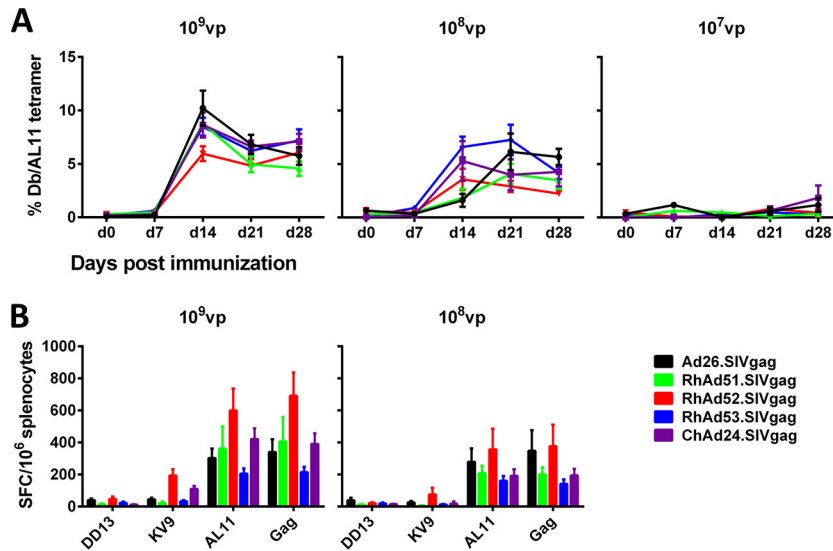 A
10⁹vp 10⁸vp 10⁷vp
% Db/AL11 tetramer
15
10
5
0
d0 d7 d14 d21 d28 d0 d7 d14 d21 d28 d0 d7 d14 d21 d28
Days post immunization
B
10⁹vp 10⁸vp
SFC/10⁶ splenocytes
1000
800
600
400
200
0
DD13 KV9 AL11 Gag DD13 KV9 AL11 Gag
Ad26.SIVgag
RhAd51.SIVgag
RhAd52.SIVgag
RhAd53.SIVgag
ChAd24.SIVgag